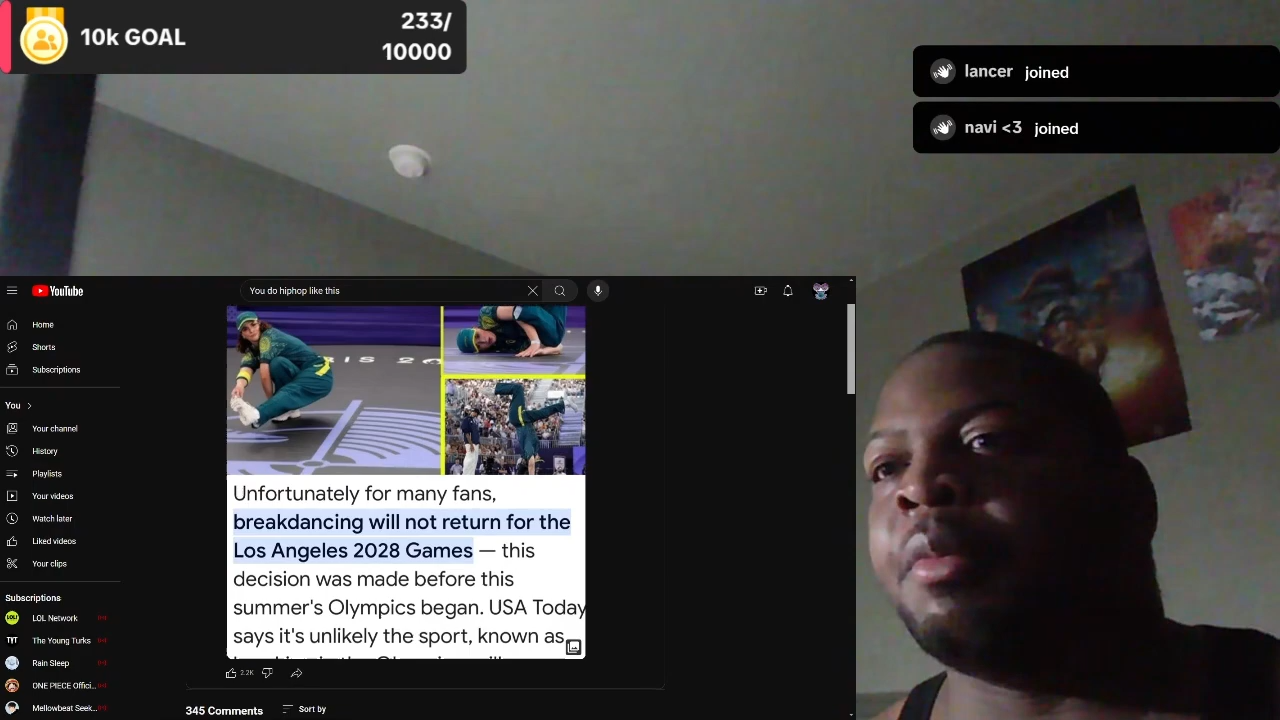 10k GOAL
233/
10000
lancer joined
navi <3 joined
YouTube
You do hiphop like this
Home
Shorts
Subscriptions
You
Your channel
History
Playlists
Your videos
Watch later
Liked videos
Your clips
Subscriptions
LOL Network
The Young Turks
Rain Sleep
ONE PIECE Offici...
Mellowbeat Seek...
Unfortunately for many fans,
breakdancing will not return for the
Los Angeles 2028 Games — this
decision was made before this
summer's Olympics began. USA Today
says it's unlikely the sport, known as
2.2K
345 Comments
Sort by